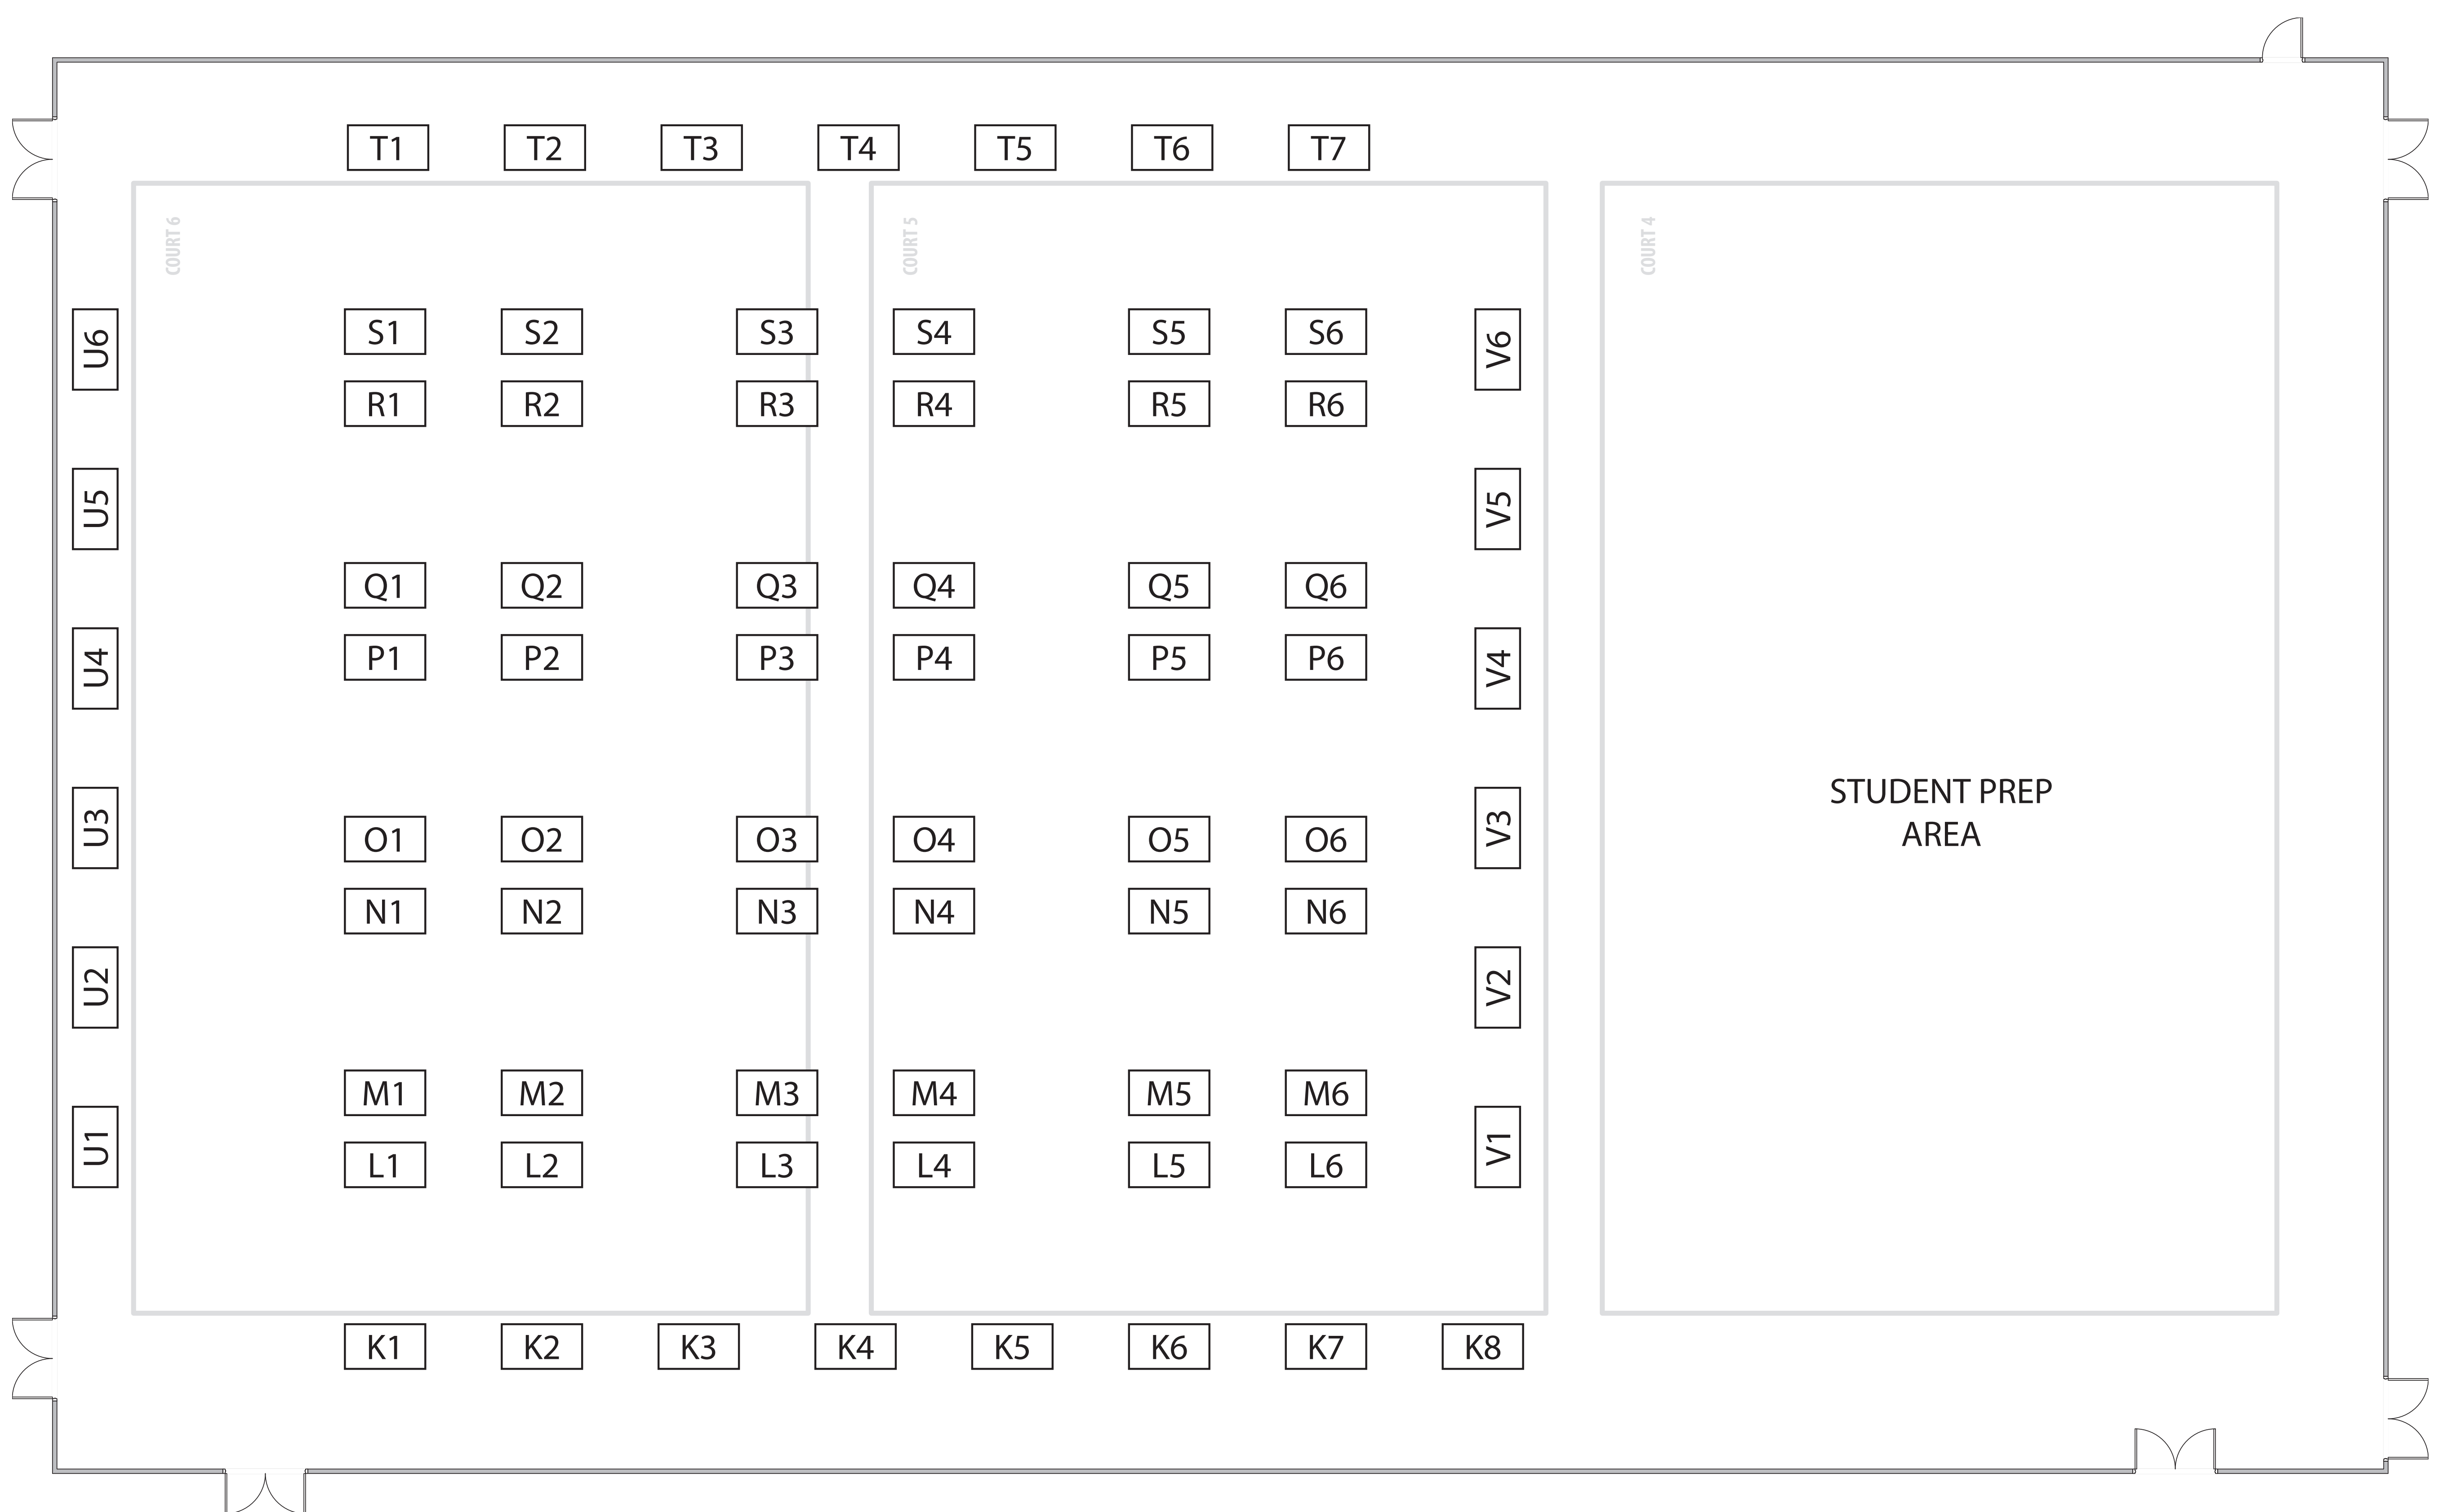 T1 T2 T3 T4 T5 T6 T7
COURT 6 COURT 5 COURT 4
U6 S1 S2 S3 S4 S5 S6 V6
R1 R2 R3 R4 R5 R6
U5 V5
Q1 Q2 Q3 Q4 Q5 Q6
U4 P1 P2 P3 P4 P5 P6 V4
STUDENT PREP
AREA
U3 O1 O2 O3 O4 O5 O6 V3
N1 N2 N3 N4 N5 N6
U2 V2
M1 M2 M3 M4 M5 M6
U1 L1 L2 L3 L4 L5 L6 V1
K1 K2 K3 K4 K5 K6 K7 K8